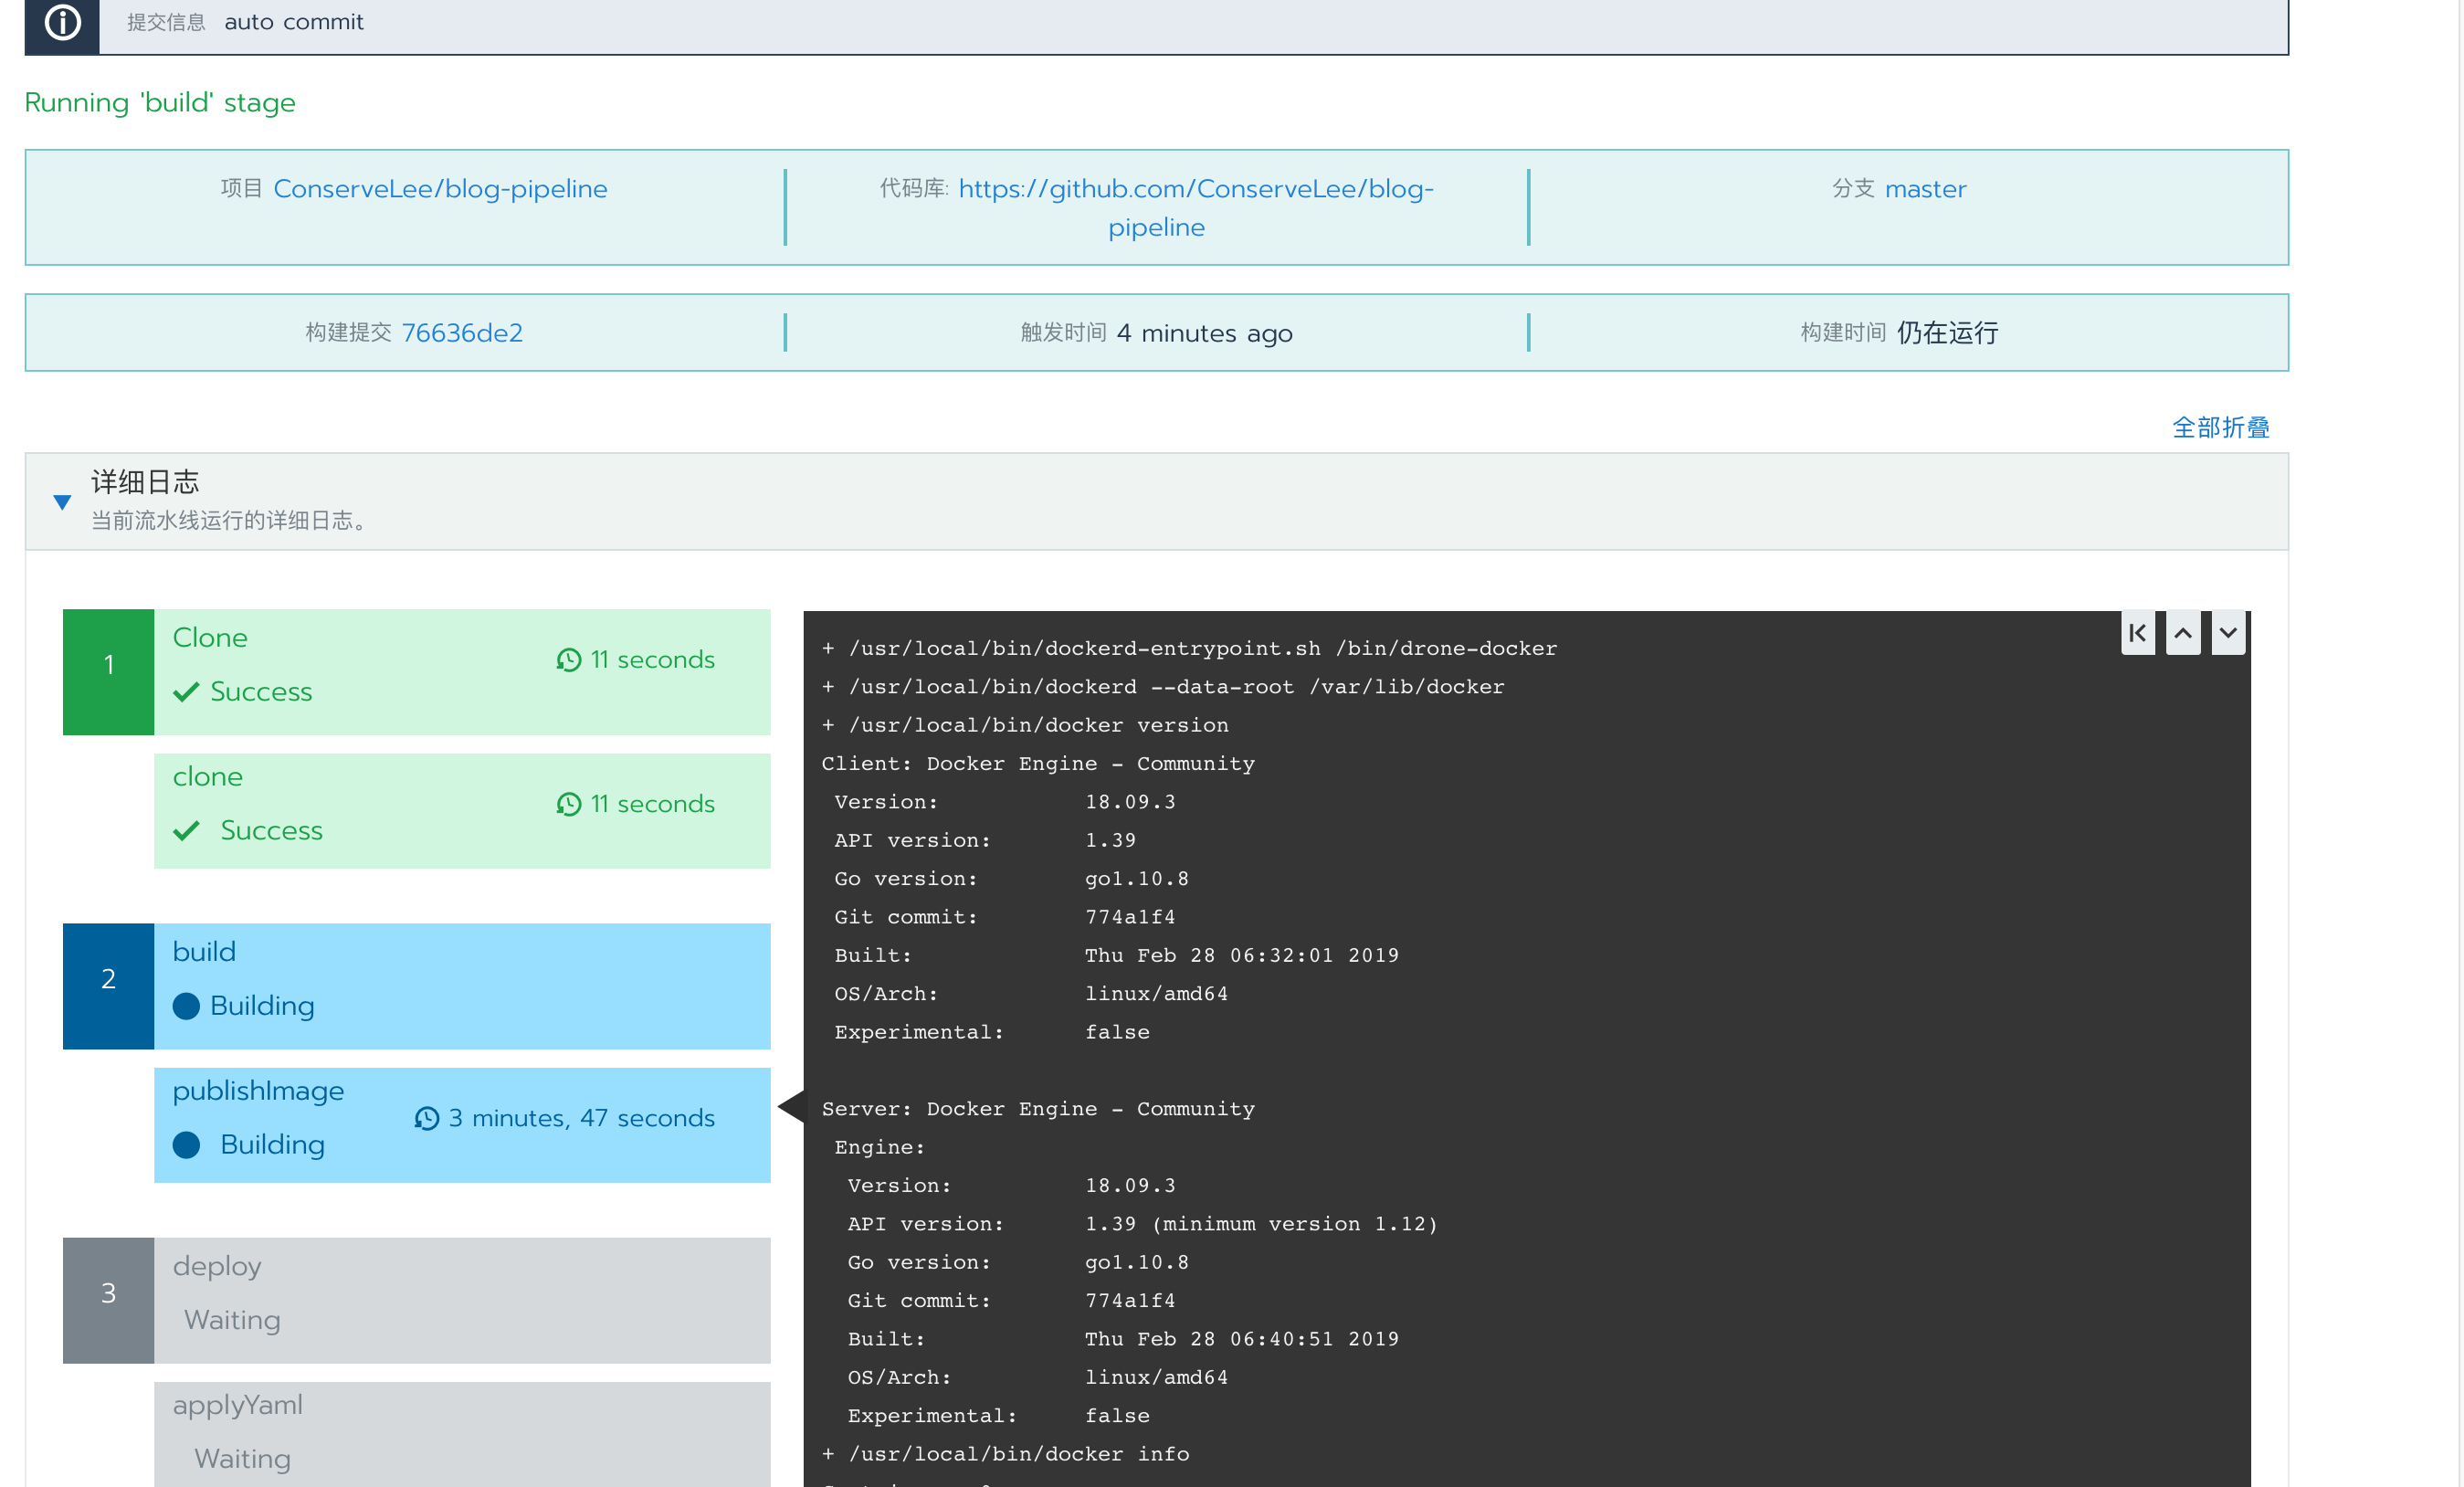 提交信息 auto commit
Running 'build' stage
项目 ConserveLee/blog-pipeline
代码库: https://github.com/ConserveLee/blog-
pipeline
分支 master
构建提交 76636de2
触发时间 4 minutes ago
构建时间 仍在运行
全部折叠
详细日志
当前流水线运行的详细日志。
1
Clone
11 seconds
Success
clone
11 seconds
Success
2
build
Building
publishImage
3 minutes, 47 seconds
Building
3
deploy
Waiting
applyYaml
Waiting
+ /usr/local/bin/dockerd-entrypoint.sh /bin/drone-docker
+ /usr/local/bin/dockerd --data-root /var/lib/docker
+ /usr/local/bin/docker version
Client: Docker Engine - Community
Version: 18.09.3
API version: 1.39
Go version: go1.10.8
Git commit: 774a1f4
Built: Thu Feb 28 06:32:01 2019
OS/Arch: linux/amd64
Experimental: false
Server: Docker Engine - Community
Engine:
Version: 18.09.3
API version: 1.39 (minimum version 1.12)
Go version: go1.10.8
Git commit: 774a1f4
Built: Thu Feb 28 06:40:51 2019
OS/Arch: linux/amd64
Experimental: false
+ /usr/local/bin/docker info